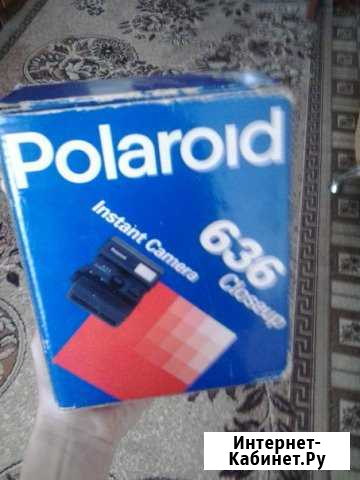 Polaroid
Instant Camera
636
Closeup
Интернет-
Кабинет.Ру